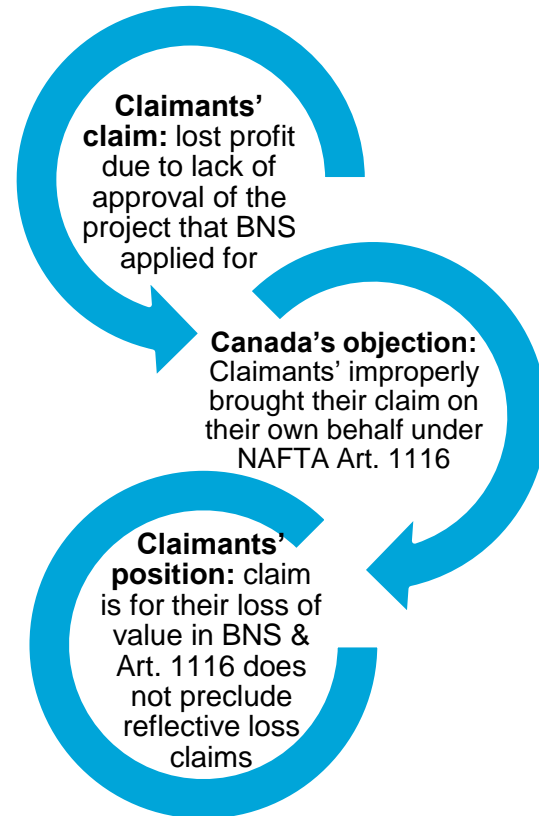 Claimants’
claim: lost profit
due to lack of
approval of the
project that BNS
applied for
Canada’s objection:
Claimants’ improperly
brought their claim on
their own behalf under
NAFTA Art. 1116
Claimants’
position: claim
is for their loss of
value in BNS &
Art. 1116 does
not preclude
reflective loss
claims